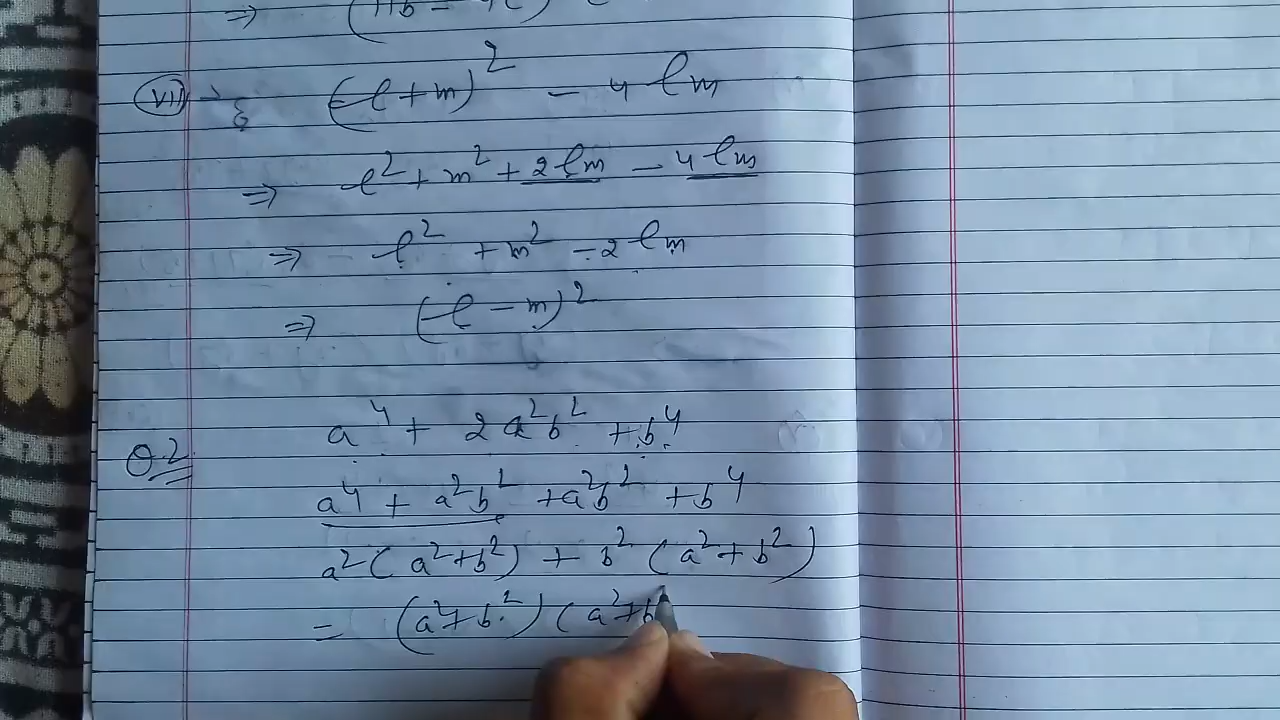 (vii) → (l+m)² - 4lm
⇒ l² + m² + 2lm - 4lm
⇒ l² + m² - 2lm
⇒ (l - m)²
Q.2 a⁴ + 2a²b² + b⁴
a⁴ + a²b² + a²b² + b⁴
a²(a²+b²) + b²(a²+b²)
= (a²+b²)(a²+b